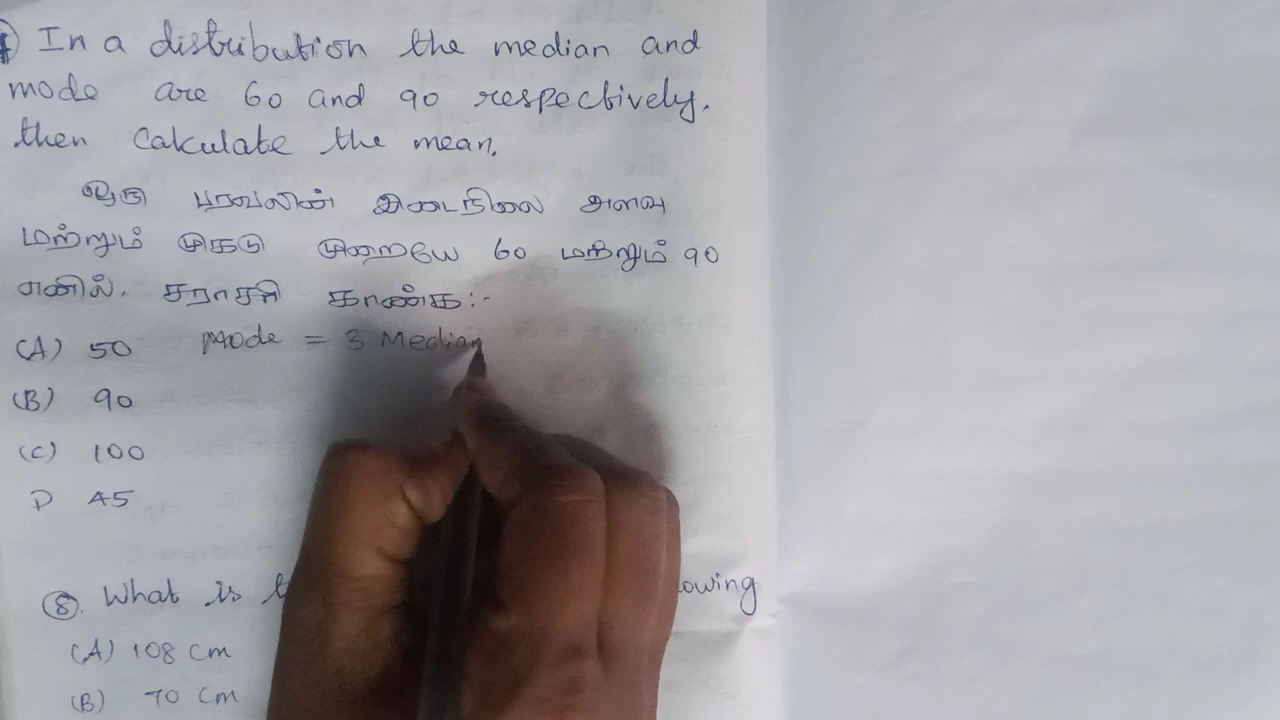 In a distribution the median and
mode are 60 and 90 respectively.
then calculate the mean.
ஒரு பரவலின் இடைநிலை அளவு
மற்றும் முகடு முறையே 60 மற்றும் 90
எனில். சராசரி காண்க:-
(A) 50 Mode = 3 Median
(B) 90
(C) 100
D 45
(8). What is owing
(A) 108 cm
(B) 70 cm